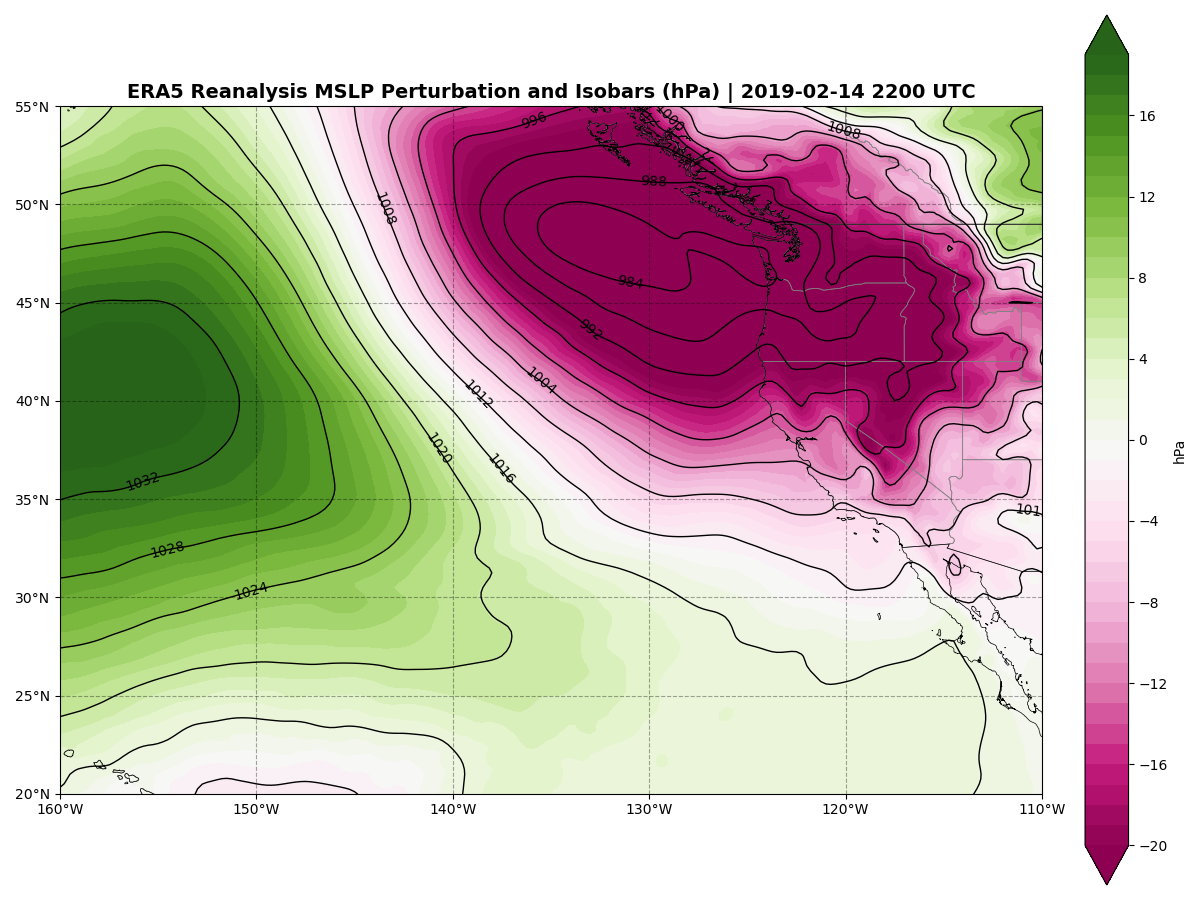 ERA5 Reanalysis MSLP Perturbation and Isobars (hPa) | 2019-02-14 2200 UTC
55°N
50°N
45°N
40°N
35°N
30°N
25°N
20°N
160°W
150°W
140°W
130°W
120°W
110°W
996
1000
1008
988
1008
984
992
1004
1012
1020
1016
1032
101
1028
1024
16
12
8
4
0
−4
−8
−12
−16
−20
hPa